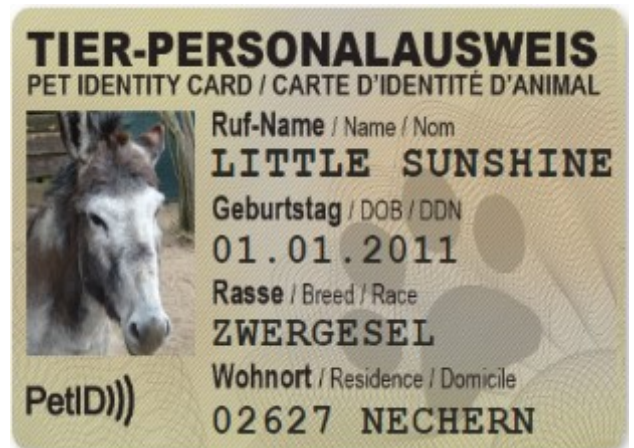 TIER-PERSONALAUSWEIS
PET IDENTITY CARD / CARTE D'IDENTITÉ D'ANIMAL
Ruf-Name / Name / Nom
LITTLE SUNSHINE
Geburtstag / DOB / DDN
01.01.2011
Rasse / Breed / Race
ZWERGESEL
Wohnort / Residence / Domicile
02627 NECHERN
PetID)))